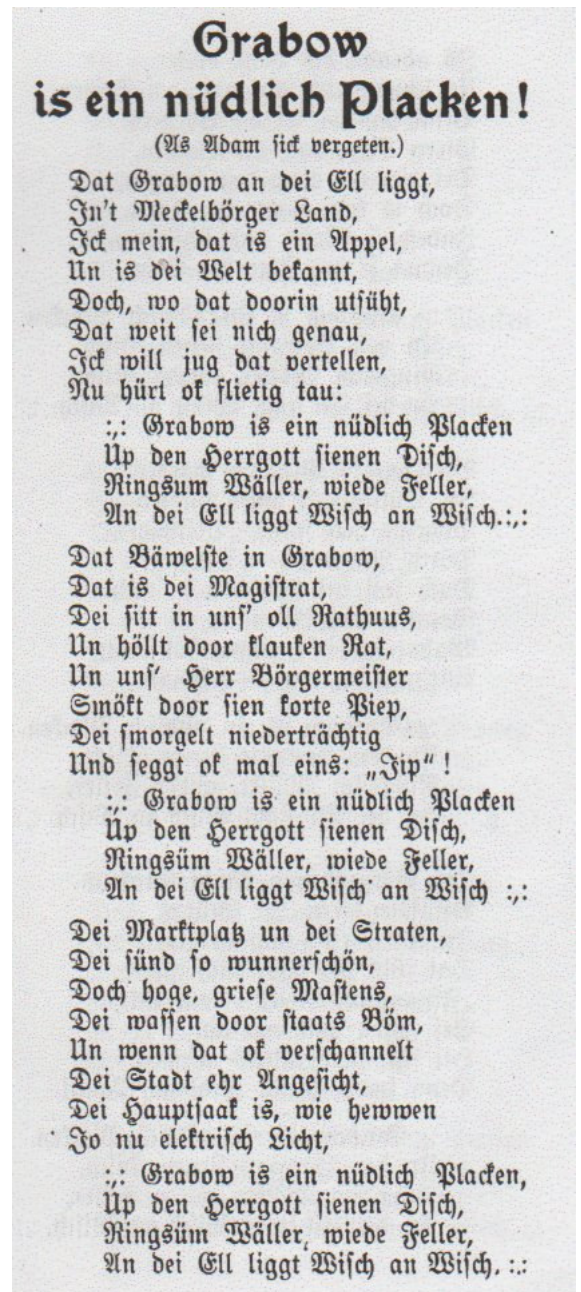 Grabow
is ein nüdlich Placken!
(As Adam sick vergeten.)
Dat Grabow an dei Ell liggt,
In't Meckelbörger Land,
Ick mein, dat is ein Appel,
Un is dei Welt bekannt,
Doch, wo dat doorin utsüht,
Dat weit sei nich genau,
Ick will jug dat vertellen,
Nu hürt ok flietig tau:
:,: Grabow is ein nüdlich Placken
Up den Herrgott sienen Disch,
Ringsum Wäller, wiede Feller,
An dei Ell liggt Wisch an Wisch.:,:
Dat Bäwelste in Grabow,
Dat is dei Magistrat,
Dei sitt in uns' oll Rathuus,
Un höllt door klauken Rat,
Un uns' Herr Börgermeister
Smökt door sien korte Piep,
Dei smorgelt niederträchtig
Und seggt ok mal eins: „Jip“!
:,: Grabow is ein nüdlich Placken
Up den Herrgott sienen Disch,
Ringsüm Wäller, wiede Feller,
An dei Ell liggt Wisch an Wisch :,:
Dei Marktplatz un dei Straten,
Dei sünd so wunnerschön,
Doch hoge, griese Mastens,
Dei wassen door staats Böm,
Un wenn dat ok verschannelt
Dei Stadt ehr Angesicht,
Dei Hauptsaak is, wie hewwen
Jo nu elektrisch Licht,
:,: Grabow is ein nüdlich Placken,
Up den Herrgott sienen Disch,
Ringsüm Wäller, wiede Feller,
An dei Ell liggt Wisch an Wisch. :,: